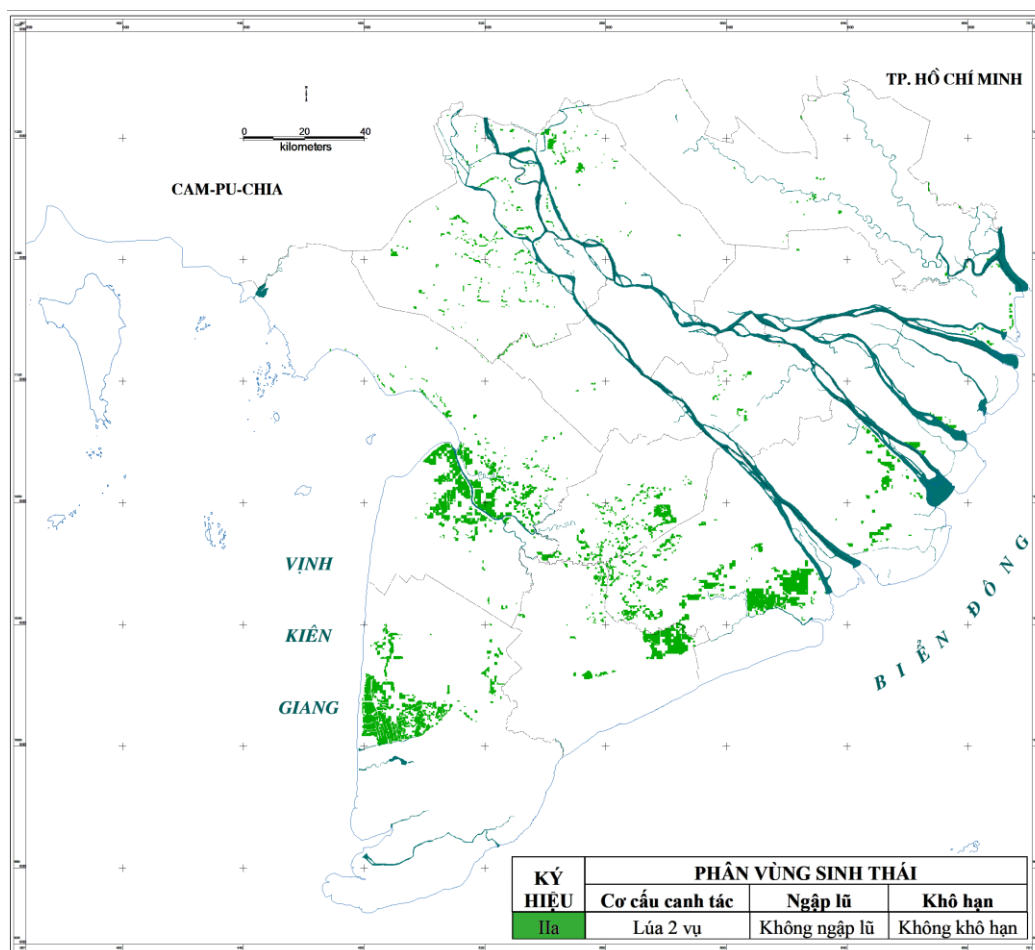 TP. HỒ CHÍ MINH
0 20 40
kilometers
CAM-PU-CHIA
VỊNH
KIÊN
GIANG
BIỂN ĐÔNG
KÝ HIỆU
PHÂN VÙNG SINH THÁI
Cơ cấu canh tác Ngập lũ Khô hạn
IIa Lúa 2 vụ Không ngập lũ Không khô hạn